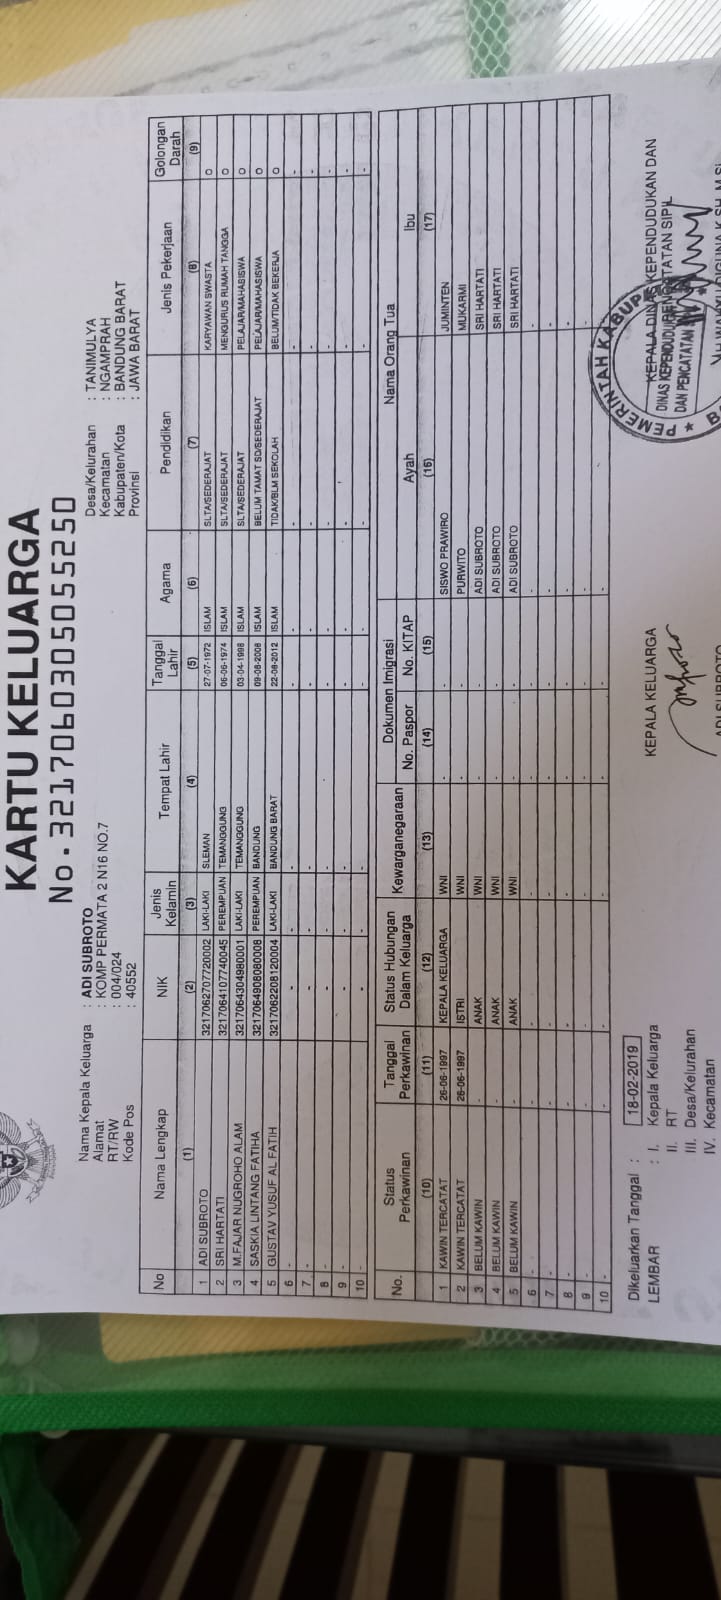 KARTU KELUARGA
No. 3217060305055250
Nama Kepala Keluarga : ADI SUBROTO
Alamat : KOMP PERMATA 2 N16 NO.7
RT/RW : 004/024
Kode Pos : 40552
Desa/Kelurahan : TANIMULYA
Kecamatan : NGAMPRAH
Kabupaten/Kota : BANDUNG BARAT
Provinsi : JAWA BARAT
No Nama Lengkap NIK Jenis Kelamin Tempat Lahir Tanggal Lahir Agama Pendidikan Jenis Pekerjaan Golongan Darah
(1) (2) (3) (4) (5) (6) (7) (8) (9)
1 ADI SUBROTO 3217062707720002 LAKI-LAKI SLEMAN 27-07-1972 ISLAM SLTA/SEDERAJAT KARYAWAN SWASTA O
2 SRI HARTATI 3217064107740045 PEREMPUAN TEMANGGUNG 06-06-1974 ISLAM SLTA/SEDERAJAT MENGURUS RUMAH TANGGA O
3 M.FAJAR NUGROHO ALAM 3217064304980001 LAKI-LAKI TEMANGGUNG 03-04-1998 ISLAM SLTA/SEDERAJAT PELAJAR/MAHASISWA O
4 SASKIA LINTANG FATIHA 3217064908080008 PEREMPUAN BANDUNG 09-08-2008 ISLAM BELUM TAMAT SD/SEDERAJAT PELAJAR/MAHASISWA O
5 GUSTAV YUSUF AL FATIH 3217062208120004 LAKI-LAKI BANDUNG BARAT 22-08-2012 ISLAM TIDAK/BLM SEKOLAH BELUM/TIDAK BEKERJA O
6 - - - - - - - - -
7 - - - - - - - - -
8 - - - - - - - - -
9 - - - - - - - - -
10 - - - - - - - - -
No. Status Perkawinan Tanggal Perkawinan Status Hubungan Dalam Keluarga Kewarganegaraan Dokumen Imigrasi Nama Orang Tua
No. Paspor No. KITAP Ayah Ibu
(10) (11) (12) (13) (14) (15) (16) (17)
1 KAWIN TERCATAT 26-06-1997 KEPALA KELUARGA WNI - - SISWO PRAWIRO JUMINTEN
2 KAWIN TERCATAT 26-06-1997 ISTRI WNI - - PURWITO MUKARMI
3 BELUM KAWIN - ANAK WNI - - ADI SUBROTO SRI HARTATI
4 BELUM KAWIN - ANAK WNI - - ADI SUBROTO SRI HARTATI
5 BELUM KAWIN - ANAK WNI - - ADI SUBROTO SRI HARTATI
6 - - - - - - - -
7 - - - - - - - -
8 - - - - - - - -
9 - - - - - - - -
10 - - - - - - - -
Dikeluarkan Tanggal : 18-02-2019
LEMBAR : I. Kepala Keluarga
II. RT
III. Desa/Kelurahan
IV. Kecamatan
KEPALA KELUARGA
ADI SUBROTO
KEPALA DINAS KEPENDUDUKAN DAN
PENCATATAN SIPIL
PEMERINTAH KABUPA
DINAS KEPENDUDUKAN
DAN PENCATATAN